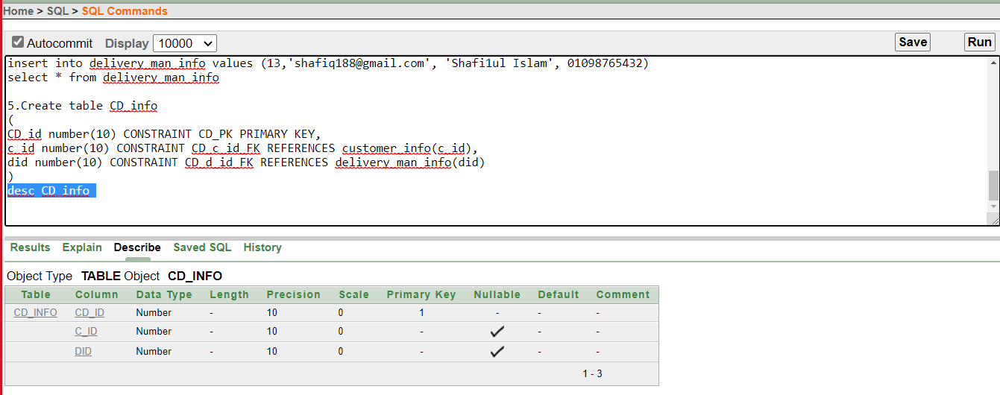 Home > SQL > SQL Commands
Autocommit Display 10000 Save Run
insert into delivery_man_info values (13,'shafiq188@gmail.com', 'Shafi1ul Islam', 01098765432)
select * from delivery_man_info
5.Create table CD_info
(
CD_id number(10) CONSTRAINT CD_PK PRIMARY KEY,
c_id number(10) CONSTRAINT CD_c_id_FK REFERENCES customer_info(c_id),
did number(10) CONSTRAINT CD_d_id_FK REFERENCES delivery_man_info(did)
)
desc CD_info
Results Explain Describe Saved SQL History
Object Type TABLE Object CD_INFO
Table Column Data Type Length Precision Scale Primary Key Nullable Default Comment
CD_INFO CD_ID Number - 10 0 1 - - -
C_ID Number - 10 0 - ✓ - -
DID Number - 10 0 - ✓ - -
1 - 3